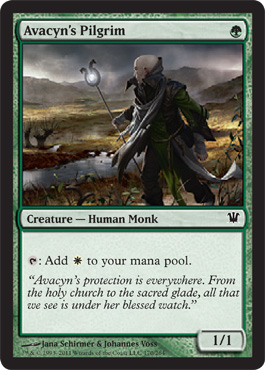 Avacyn's Pilgrim
Creature — Human Monk
: Add to your mana pool.
"Avacyn's protection is everywhere. From
the holy church to the sacred glade, all that
we see is under her blessed watch."
Jana Schirmer & Johannes Voss
1/1